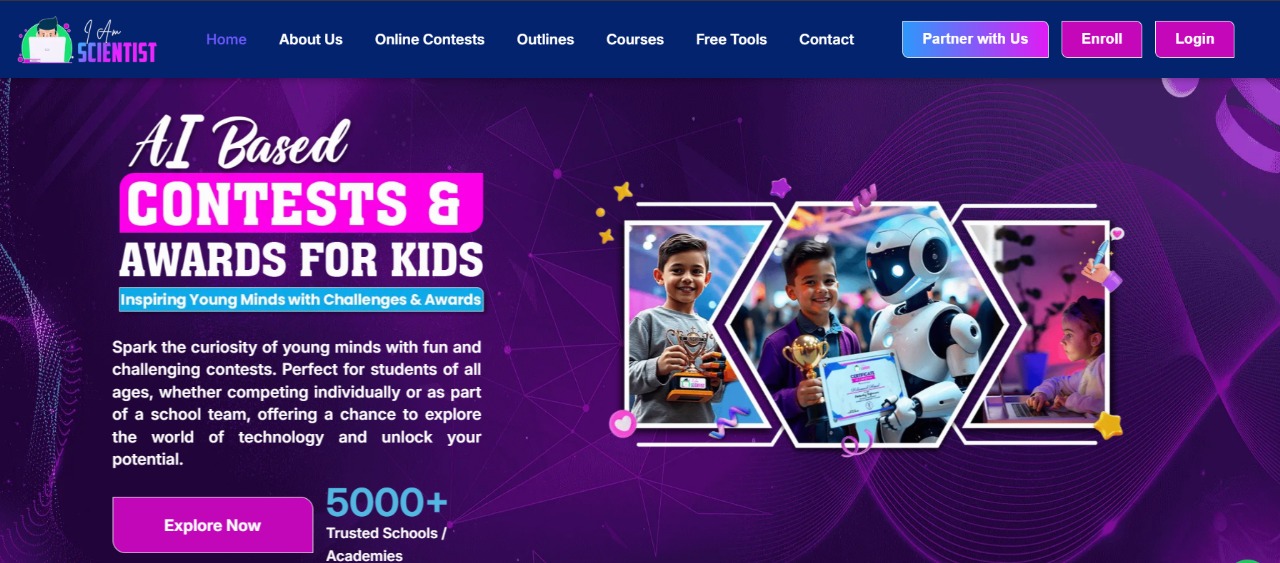 I Am
SCIENTIST
Home
About Us
Online Contests
Outlines
Courses
Free Tools
Contact
Partner with Us
Enroll
Login
AI Based
CONTESTS &
AWARDS FOR KIDS
Inspiring Young Minds with Challenges & Awards
Spark the curiosity of young minds with fun and
challenging contests. Perfect for students of all
ages, whether competing individually or as part
of a school team, offering a chance to explore
the world of technology and unlock your
potential.
Explore Now
5000+
Trusted Schools /
Academies
CERTIFICATE